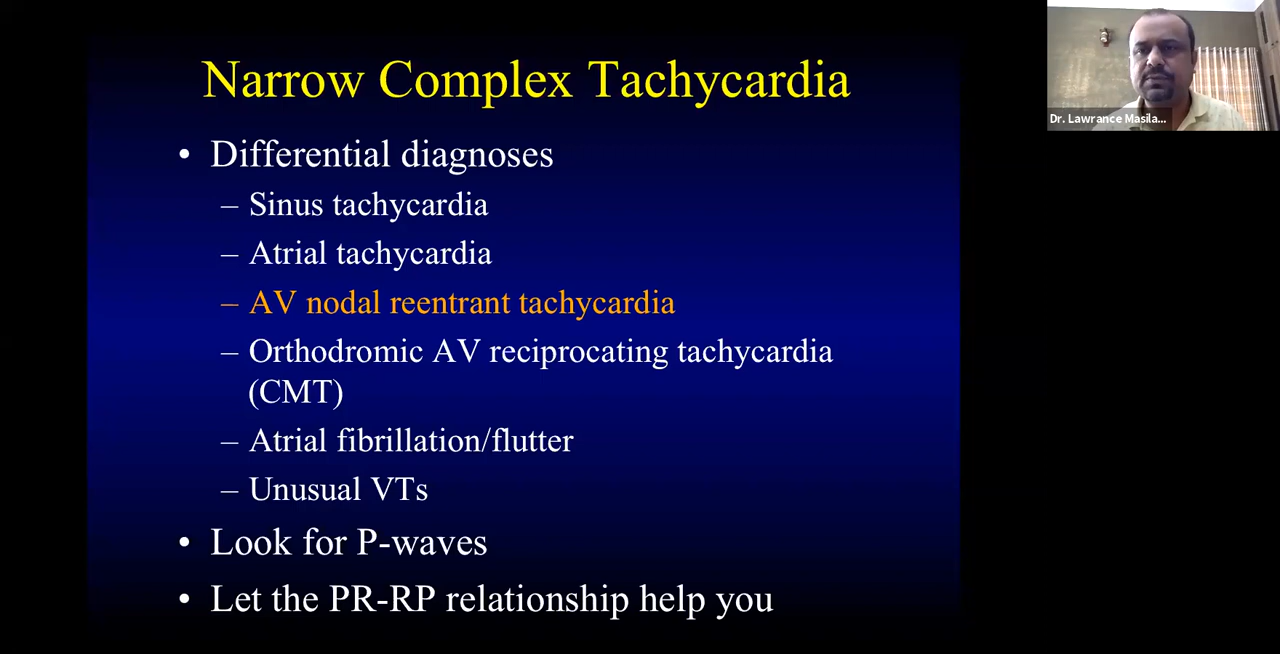 Narrow Complex Tachycardia
• Differential diagnoses
– Sinus tachycardia
– Atrial tachycardia
– AV nodal reentrant tachycardia
– Orthodromic AV reciprocating tachycardia
(CMT)
– Atrial fibrillation/flutter
– Unusual VTs
• Look for P-waves
• Let the PR-RP relationship help you
Dr. Lawrance Masila...